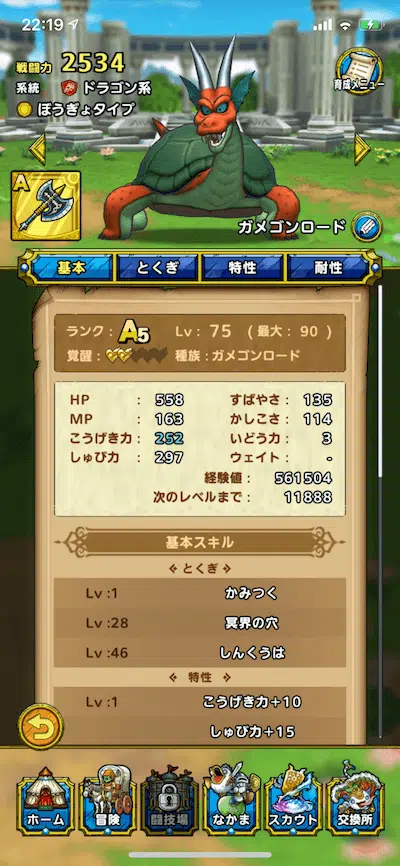 22:19
戦闘力 2534
系統 ドラゴン系
ぼうぎょタイプ
育成メニュー
A
ガメゴンロード
基本 とくぎ 特性 耐性
ランク： A5 Lv： 75 （最大： 90 ）
覚醒： 種族：ガメゴンロード
HP ： 558 すばやさ： 135
MP ： 163 かしこさ： 114
こうげき力： 252 いどう力： 3
しゅび力 ： 297 ウェイト： -
経験値： 561504
次のレベルまで： 11888
基本スキル
とくぎ
Lv :1 かみつく
Lv :28 冥界の穴
Lv :46 しんくうは
特性
Lv :1 こうげき力+10
しゅび力+15
ホーム 冒険 闘技場 なかま スカウト 交換所